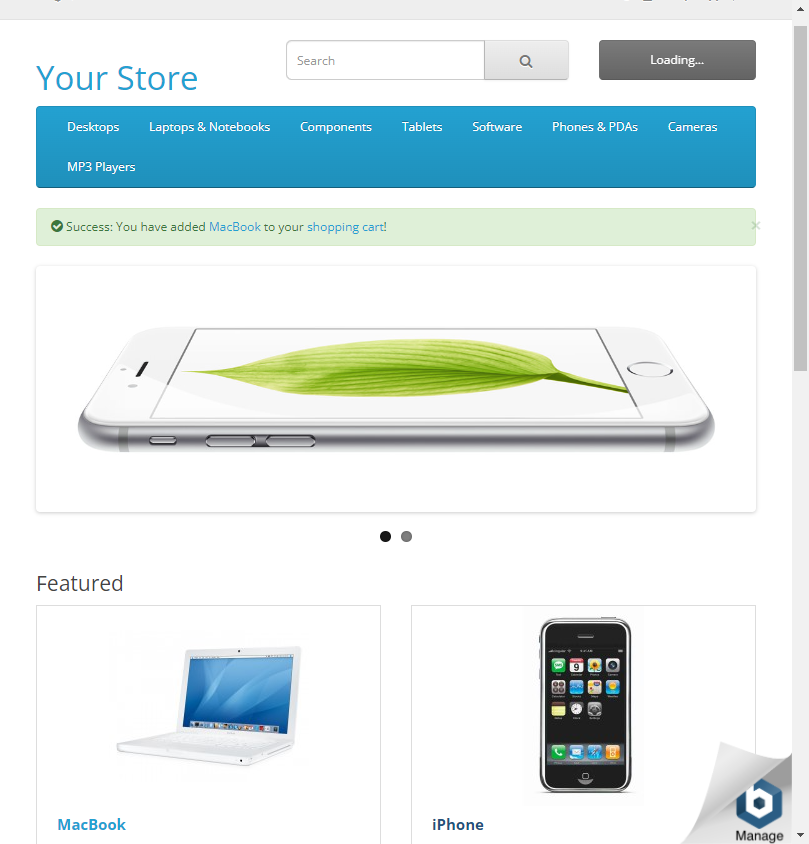 Your Store
Search
Loading...
Desktops
Laptops & Notebooks
Components
Tablets
Software
Phones & PDAs
Cameras
MP3 Players
Success: You have added MacBook to your shopping cart!
×
Featured
MacBook
iPhone
Manage